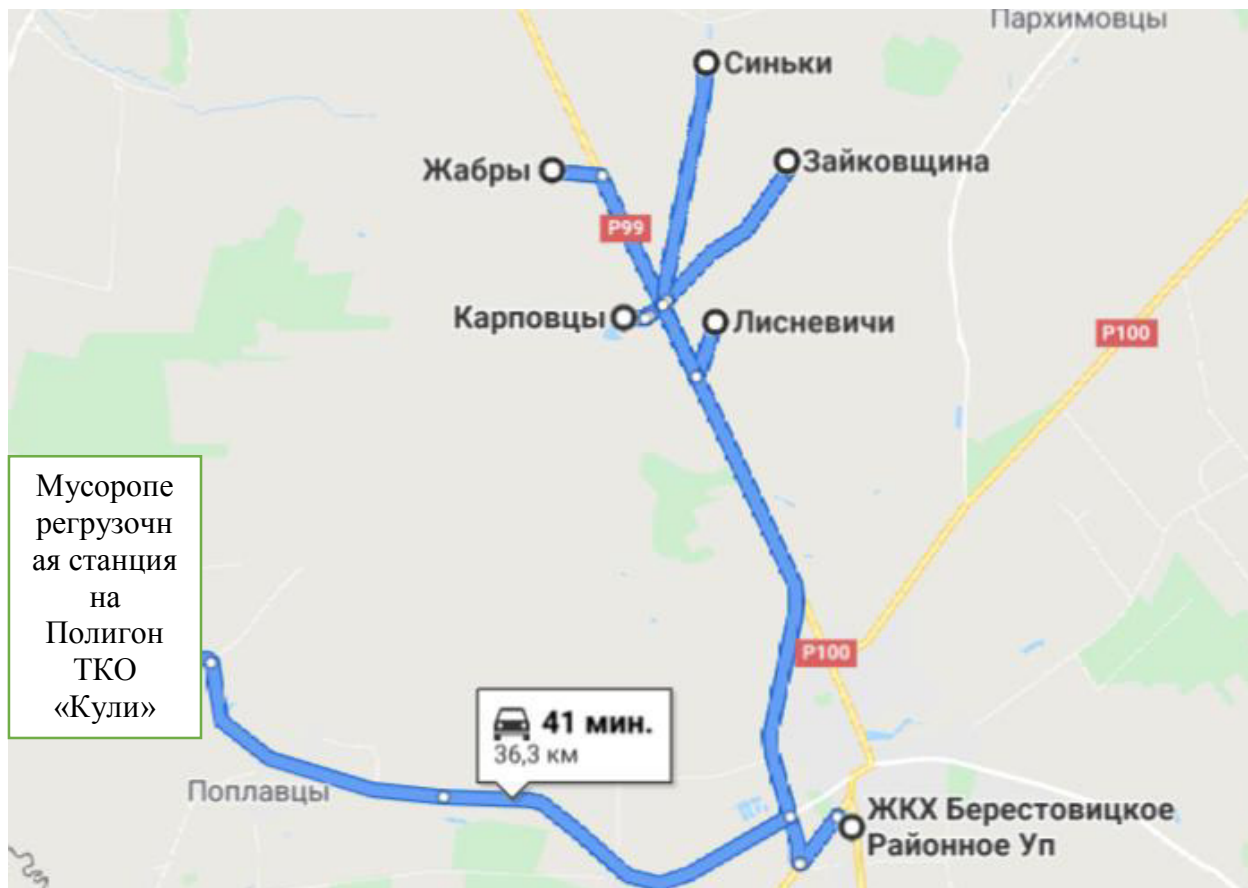 Пархимовцы
Синьки
Зайковщина
Жабры
Р99
Карповцы
Лисневичи
Р100
Мусоропе
регрузочн
ая станция
на
Полигон
ТКО
«Кули»
Р100
41 мин.
36,3 км
Поплавцы
ЖКХ Берестовицкое
Районное Уп